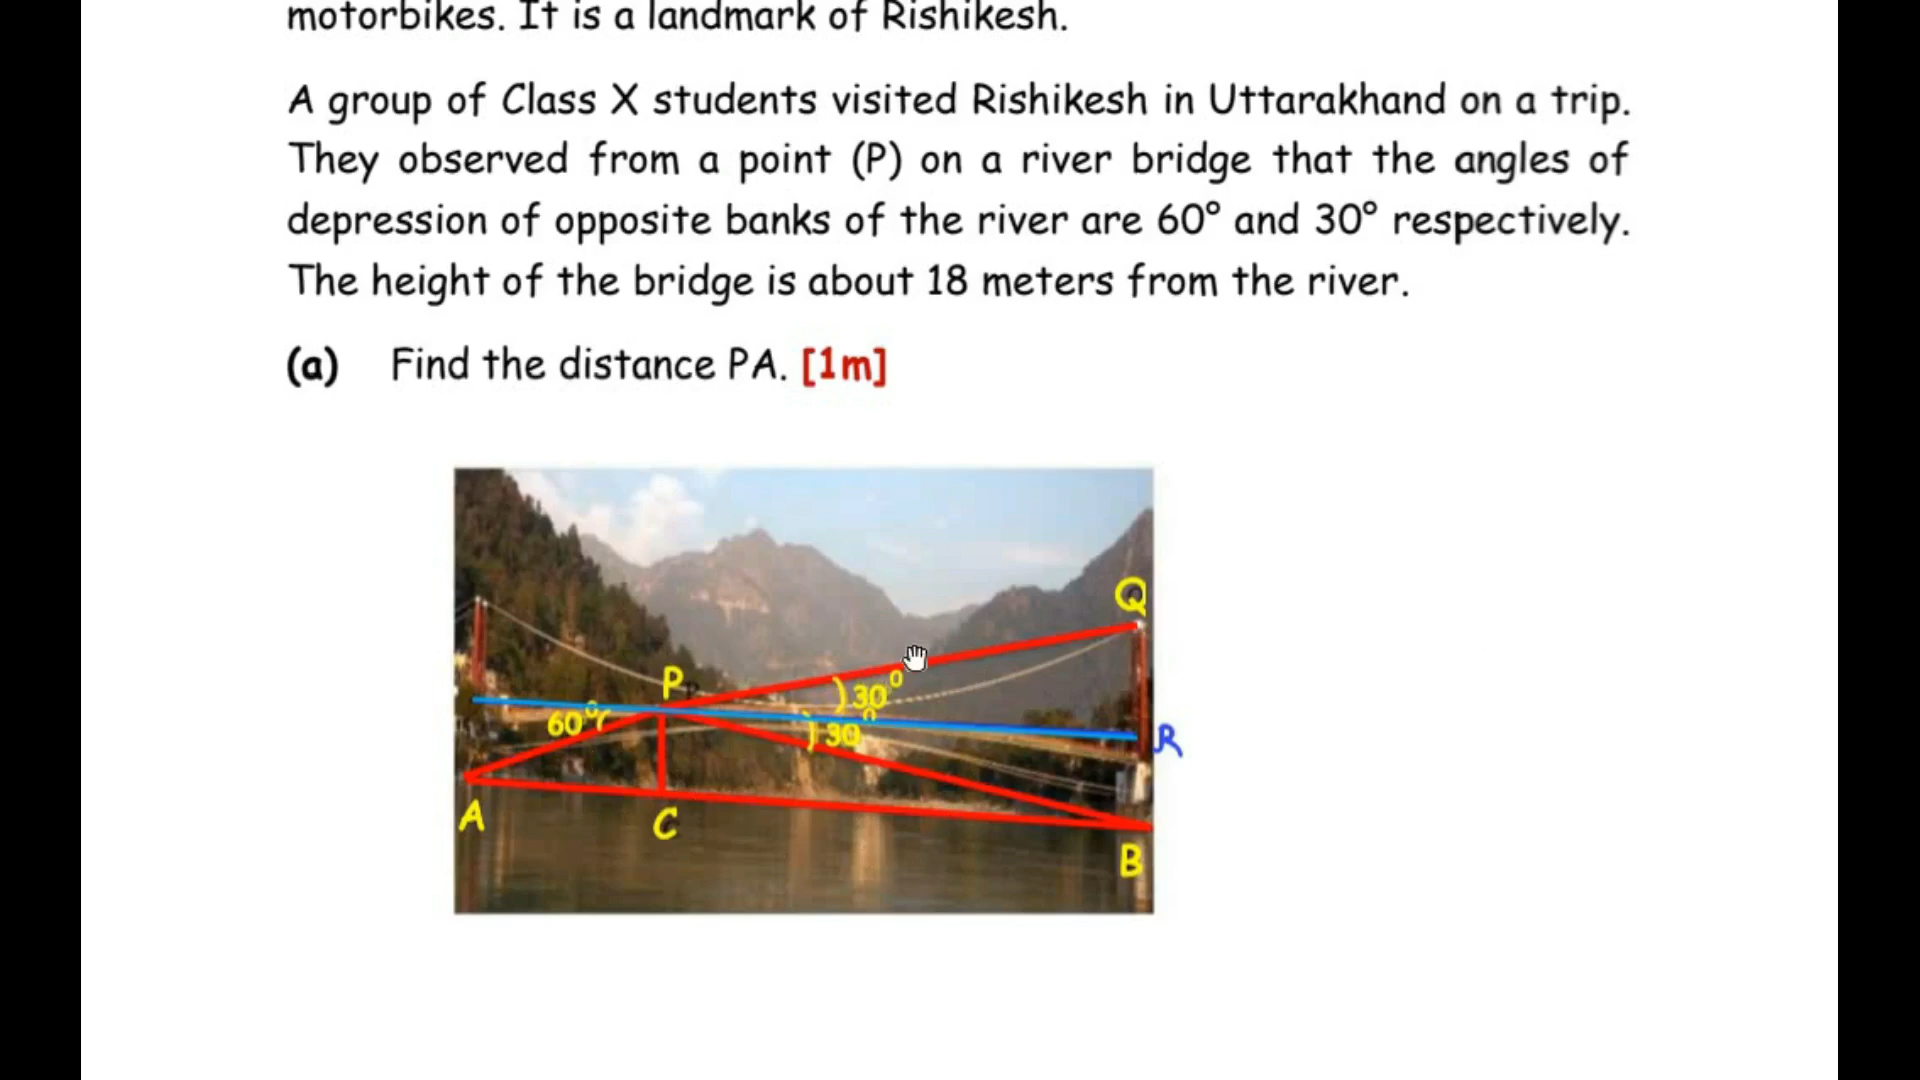 motorbikes. It is a landmark of Rishikesh.
A group of Class X students visited Rishikesh in Uttarakhand on a trip.
They observed from a point (P) on a river bridge that the angles of
depression of opposite banks of the river are 60° and 30° respectively.
The height of the bridge is about 18 meters from the river.
(a) Find the distance PA. [1m]
Q
P
30°
60°
30°
R
A
C
B